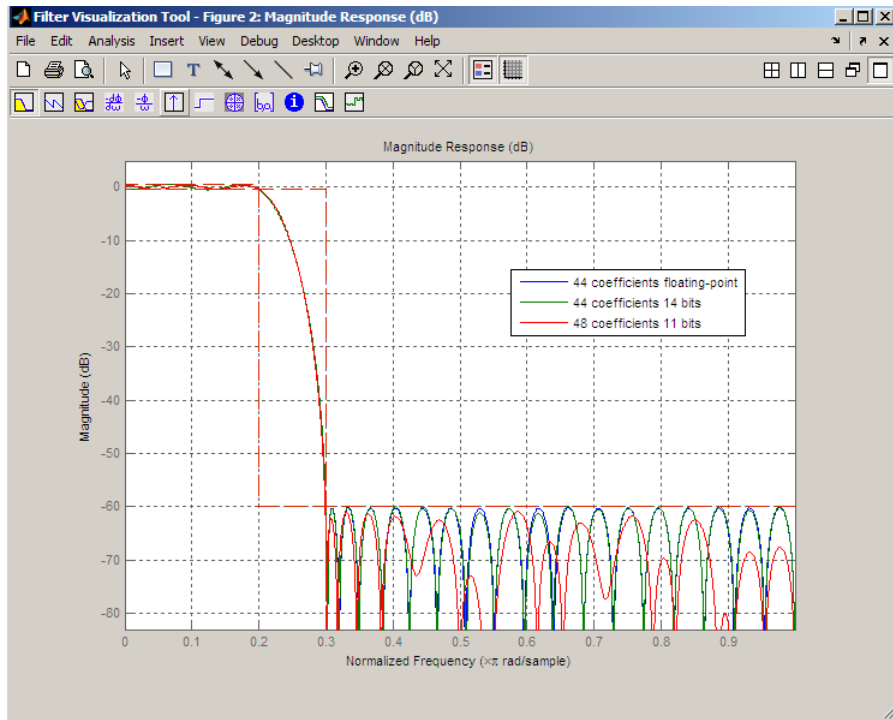 Filter Visualization Tool - Figure 2: Magnitude Response (dB)
File Edit Analysis Insert View Debug Desktop Window Help
Magnitude Response (dB)
0
-10
-20
-30
-40
-50
-60
-70
-80
Magnitude (dB)
44 coefficients floating-point
44 coefficients 14 bits
48 coefficients 11 bits
0 0.1 0.2 0.3 0.4 0.5 0.6 0.7 0.8 0.9
Normalized Frequency (×π rad/sample)